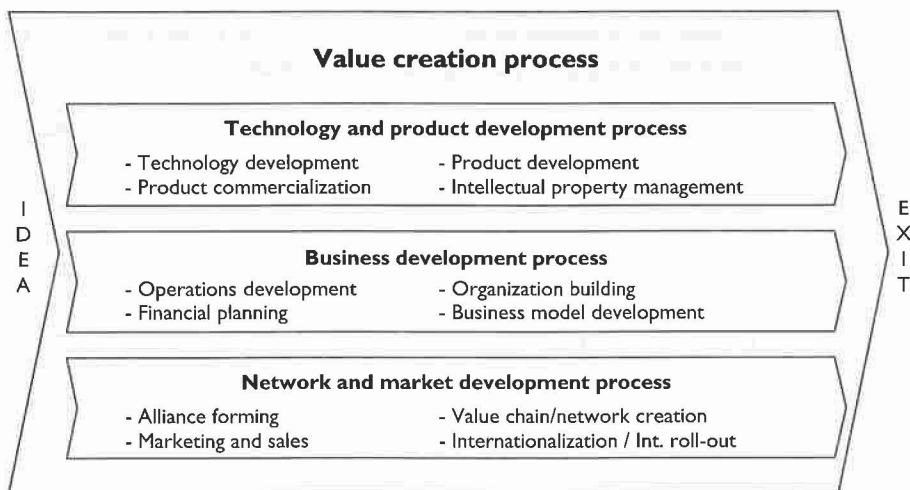 Value creation process
Technology and product development process
- Technology development
- Product development
- Product commercialization
- Intellectual property management
IDEA
Business development process
- Operations development
- Organization building
- Financial planning
- Business model development
EXIT
Network and market development process
- Alliance forming
- Value chain/network creation
- Marketing and sales
- Internationalization / Int. roll-out